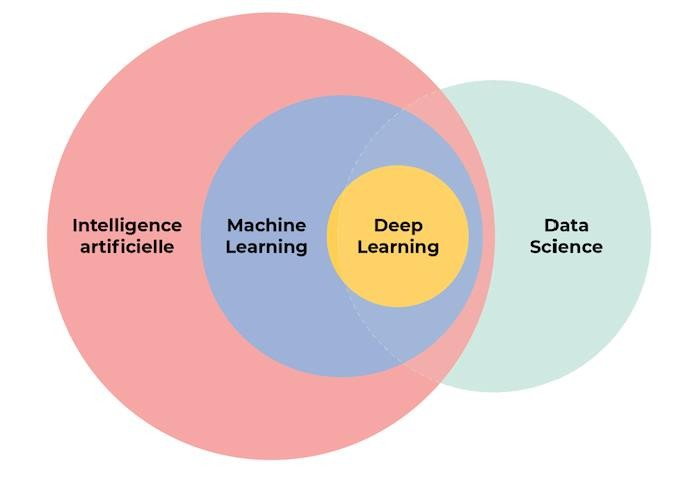 Intelligence
artificielle
Machine
Learning
Deep
Learning
Data
Science